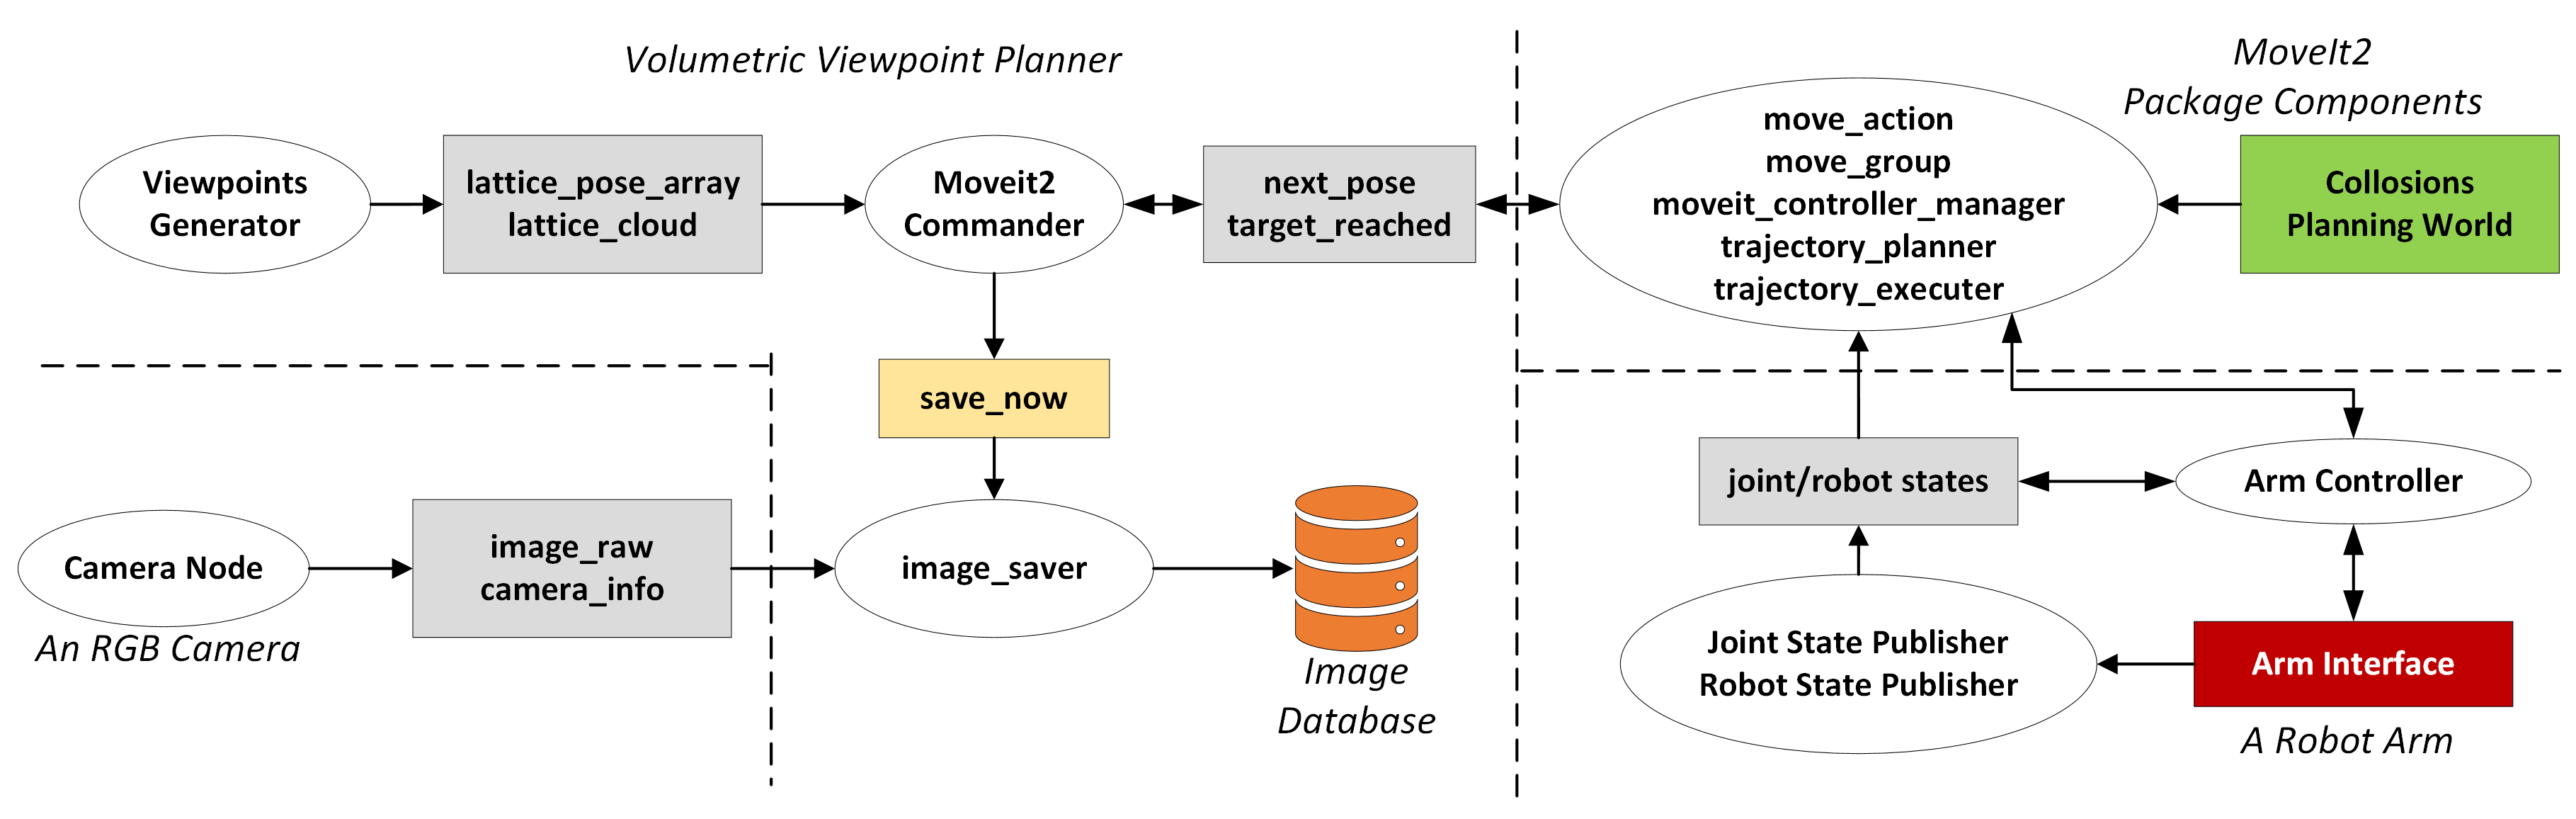 Volumetric Viewpoint Planner
MoveIt2
Package Components
Viewpoints
Generator
lattice_pose_array
lattice_cloud
Moveit2
Commander
next_pose
target_reached
move_action
move_group
moveit_controller_manager
trajectory_planner
trajectory_executer
Collosions
Planning World
save_now
joint/robot states
Arm Controller
Camera Node
An RGB Camera
image_raw
camera_info
image_saver
Image
Database
Joint State Publisher
Robot State Publisher
Arm Interface
A Robot Arm